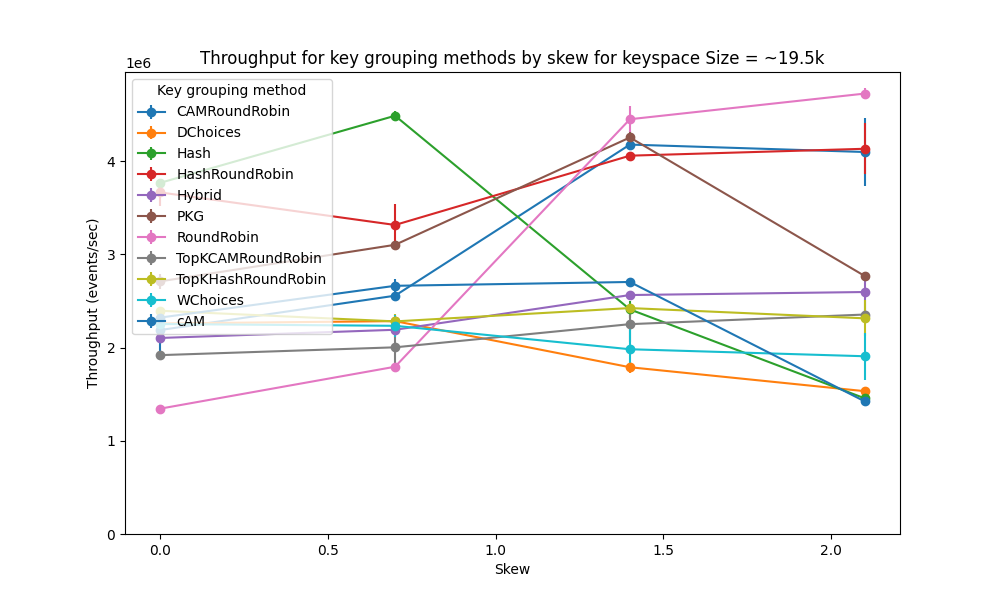 Throughput for key grouping methods by skew for keyspace Size = ~19.5k
1e6
Key grouping method
CAMRoundRobin
DChoices
Hash
HashRoundRobin
Hybrid
PKG
RoundRobin
TopKCAMRoundRobin
TopKHashRoundRobin
WChoices
cAM
Throughput (events/sec)
4
3
2
1
0
0.0
0.5
1.0
1.5
2.0
Skew